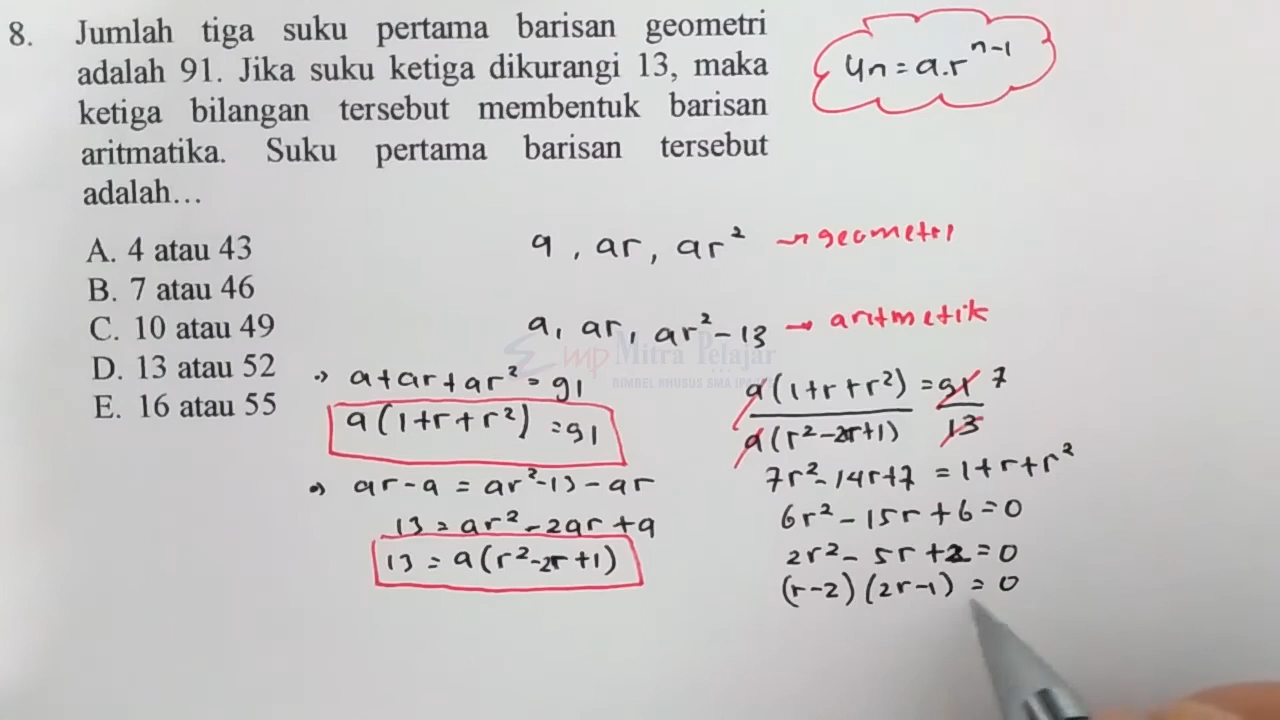 8. Jumlah tiga suku pertama barisan geometri
adalah 91. Jika suku ketiga dikurangi 13, maka
ketiga bilangan tersebut membentuk barisan
aritmatika. Suku pertama barisan tersebut
adalah...
A. 4 atau 43
B. 7 atau 46
C. 10 atau 49
D. 13 atau 52
E. 16 atau 55
Un = a.r^n-1
a, ar, ar² → geometri
a, ar, ar²-13 → aritmetik
Emp Mitra Pelajar
→ a+ar+ar² = 91
a(1+r+r²) = 91
→ ar-a = ar²-13-ar
13 = ar²-2ar+a
13 = a(r²-2r+1)
a(1+r+r²) = 91 7
a(r²-2r+1) 13
7r²-14r+7 = 1+r+r²
6r²-15r+6=0
2r²-5r+2=0
(r-2)(2r-1) = 0